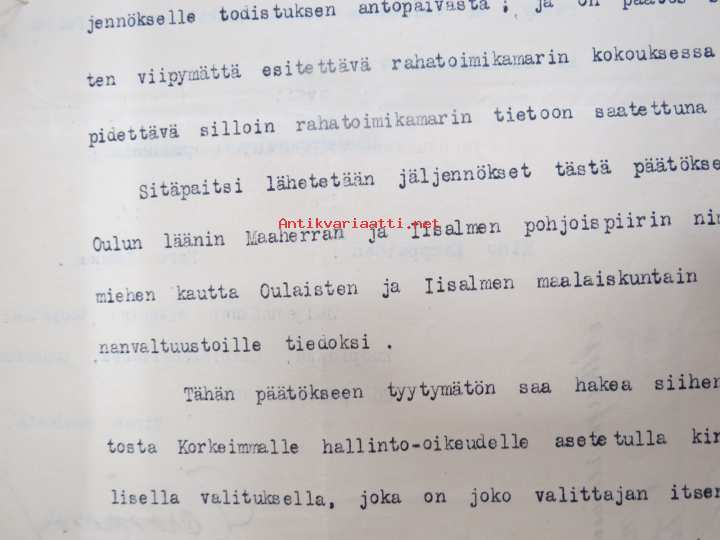 jennökselle todistuksen antopäivästä; ja on päätös s
ten viipymättä esitettävä rahatoimikamarin kokouksessa
pidettävä silloin rahatoimikamarin tietoon saatettuna
Sitäpaitsi lähetetään jäljennökset tästä päätökse
Antikvariaatti.net
Oulun läänin Maaherran ja Iisalmen pohjoispiirin nim
miehen kautta Oulaisten ja Iisalmen maalaiskuntain
nanvaltuustoille tiedoksi .
Tähän päätökseen tyytymätön saa hakea siihen
tosta Korkeimmalle hallinto-oikeudelle asetetulla kir
lisella valituksella, joka on joko valittajan itsen